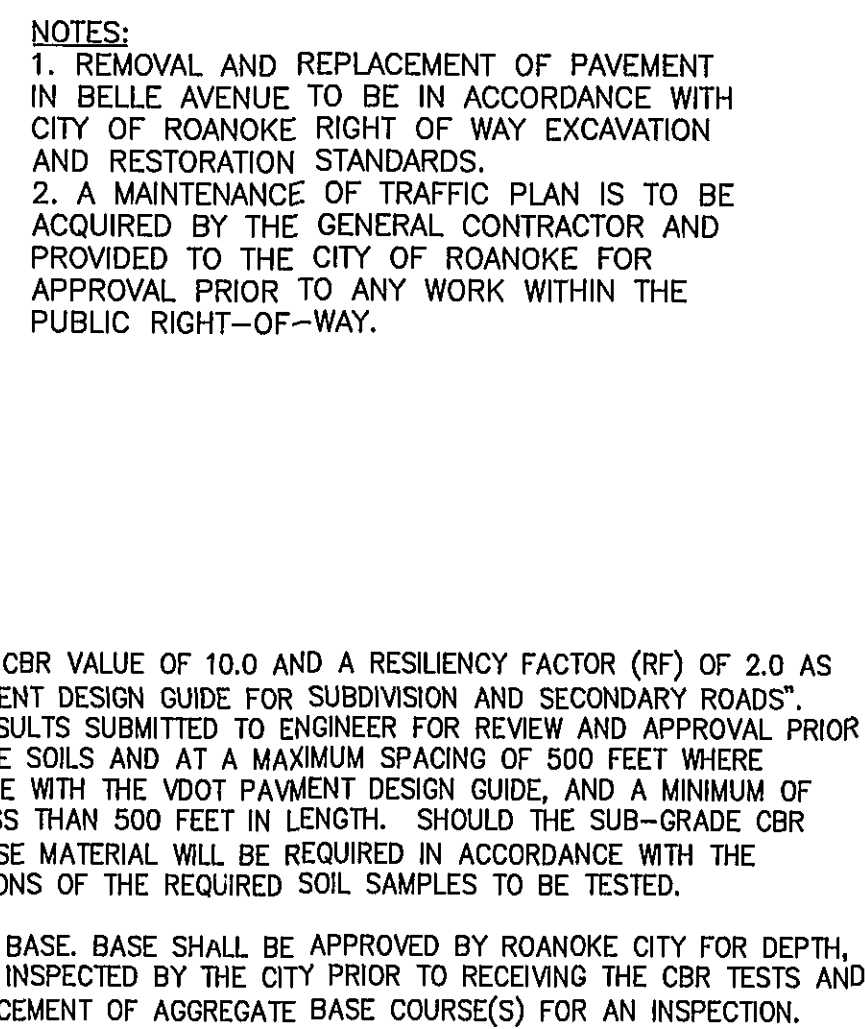 NOTES:
1. REMOVAL AND REPLACEMENT OF PAVEMENT
IN BELLE AVENUE TO BE IN ACCORDANCE WITH
CITY OF ROANOKE RIGHT OF WAY EXCAVATION
AND RESTORATION STANDARDS.
2. A MAINTENANCE OF TRAFFIC PLAN IS TO BE
ACQUIRED BY THE GENERAL CONTRACTOR AND
PROVIDED TO THE CITY OF ROANOKE FOR
APPROVAL PRIOR TO ANY WORK WITHIN THE
PUBLIC RIGHT-OF-WAY.
CBR VALUE OF 10.0 AND A RESILIENCY FACTOR (RF) OF 2.0 AS
ENT DESIGN GUIDE FOR SUBDIVISION AND SECONDARY ROADS".
SULTS SUBMITTED TO ENGINEER FOR REVIEW AND APPROVAL PRIOR
E SOILS AND AT A MAXIMUM SPACING OF 500 FEET WHERE
E WITH THE VDOT PAVMENT DESIGN GUIDE, AND A MINIMUM OF
SS THAN 500 FEET IN LENGTH. SHOULD THE SUB-GRADE CBR
SE MATERIAL WILL BE REQUIRED IN ACCORDANCE WITH THE
ONS OF THE REQUIRED SOIL SAMPLES TO BE TESTED.
BASE. BASE SHALL BE APPROVED BY ROANOKE CITY FOR DEPTH,
INSPECTED BY THE CITY PRIOR TO RECEIVING THE CBR TESTS AND
CEMENT OF AGGREGATE BASE COURSE(S) FOR AN INSPECTION.